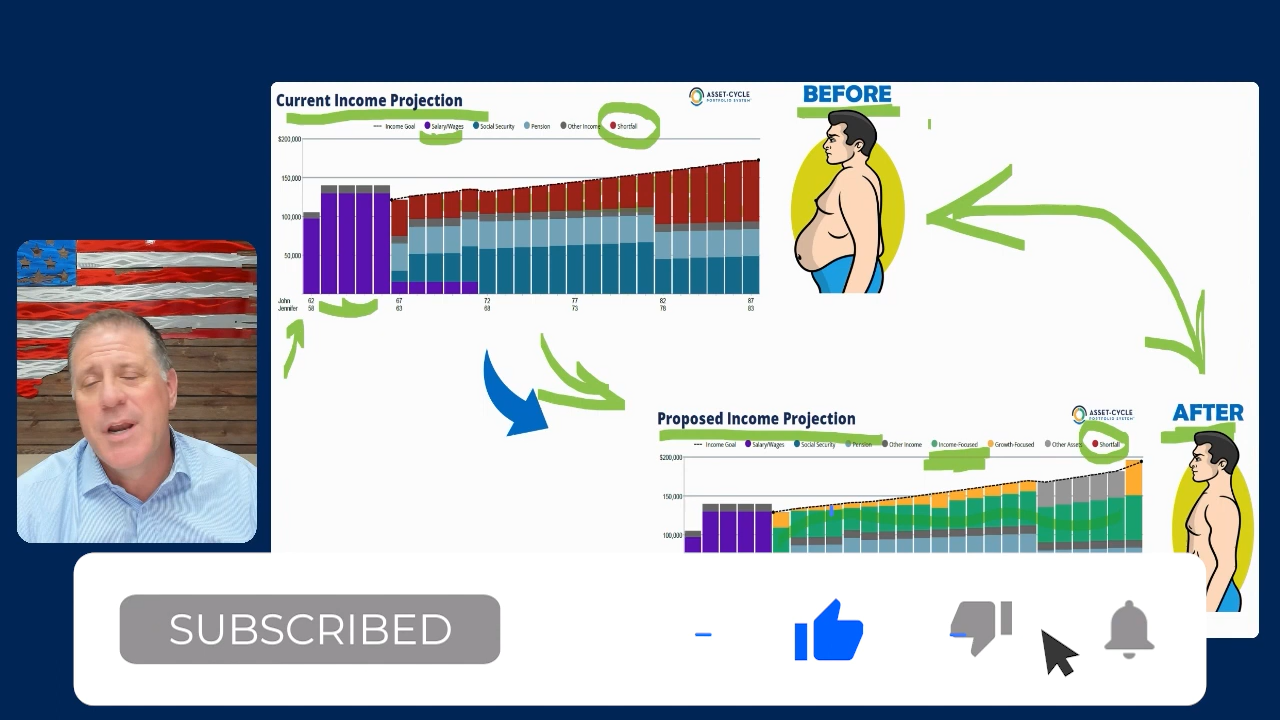 Current Income Projection
ASSET-CYCLE
PORTFOLIO SYSTEM
BEFORE
Income Goal Salary/Wages Social Security Pension Other Income Shortfall
$200,000
150,000
100,000
50,000
John 62 67 72 77 82 87
Jennifer 58 63 68 73 78 83
Proposed Income Projection
ASSET-CYCLE
PORTFOLIO SYSTEM
AFTER
Income Goal Salary/Wages Social Security Pension Other Income Income-Focused Growth-Focused Other Assets Shortfall
$200,000
150,000
100,000
SUBSCRIBED